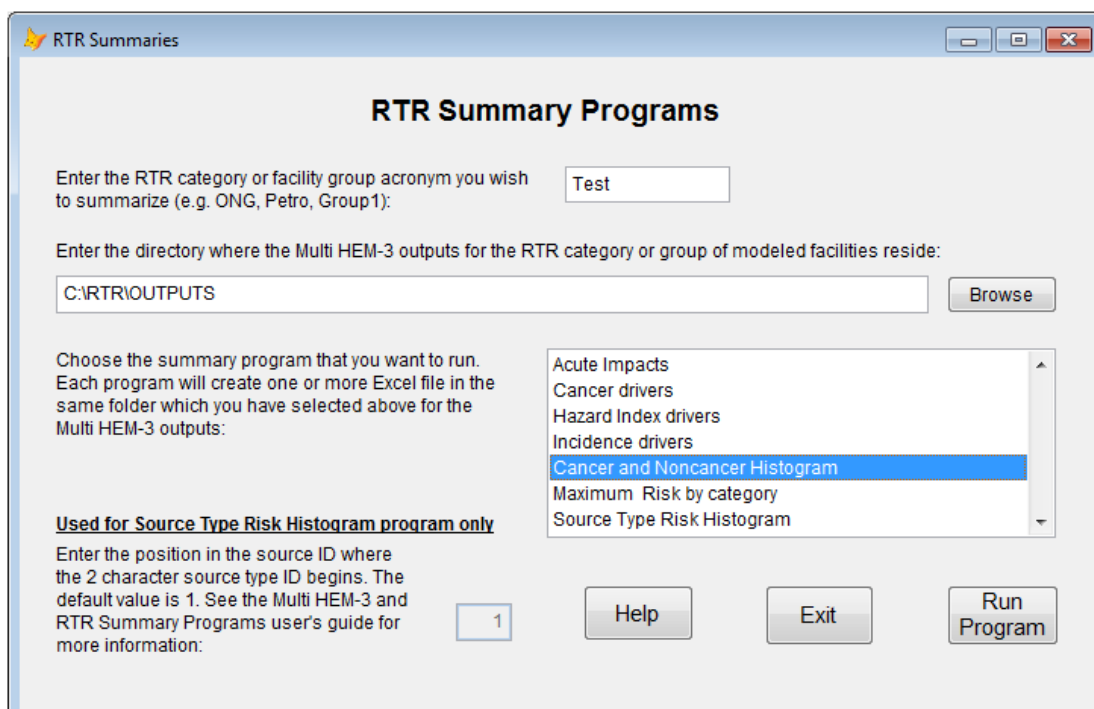 RTR Summaries
RTR Summary Programs
Enter the RTR category or facility group acronym you wish
to summarize (e.g. ONG, Petro, Group1):
Test
Enter the directory where the Multi HEM-3 outputs for the RTR category or group of modeled facilities reside:
C:\RTR\OUTPUTS
Browse
Choose the summary program that you want to run.
Each program will create one or more Excel file in the
same folder which you have selected above for the
Multi HEM-3 outputs:
Acute Impacts
Cancer drivers
Hazard Index drivers
Incidence drivers
Cancer and Noncancer Histogram
Maximum  Risk by category
Source Type Risk Histogram
Used for Source Type Risk Histogram program only
Enter the position in the source ID where
the 2 character source type ID begins. The
default value is 1. See the Multi HEM-3 and
RTR Summary Programs user's guide for
more information:
1
Help
Exit
Run
Program